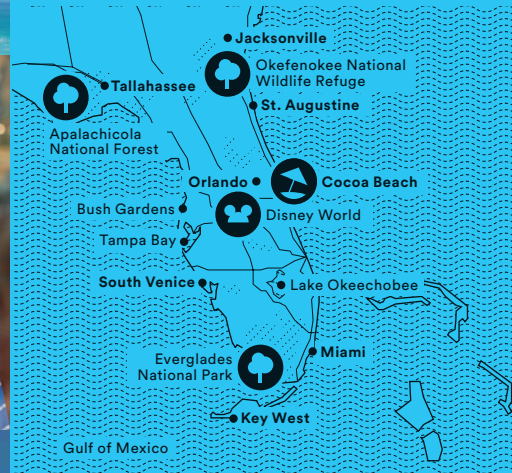 Jacksonville
Okefenokee National
Wildlife Refuge
Tallahassee
St. Augustine
Apalachicola
National Forest
Orlando
Cocoa Beach
Bush Gardens
Disney World
Tampa Bay
South Venice
Lake Okeechobee
Miami
Everglades
National Park
Key West
Gulf of Mexico